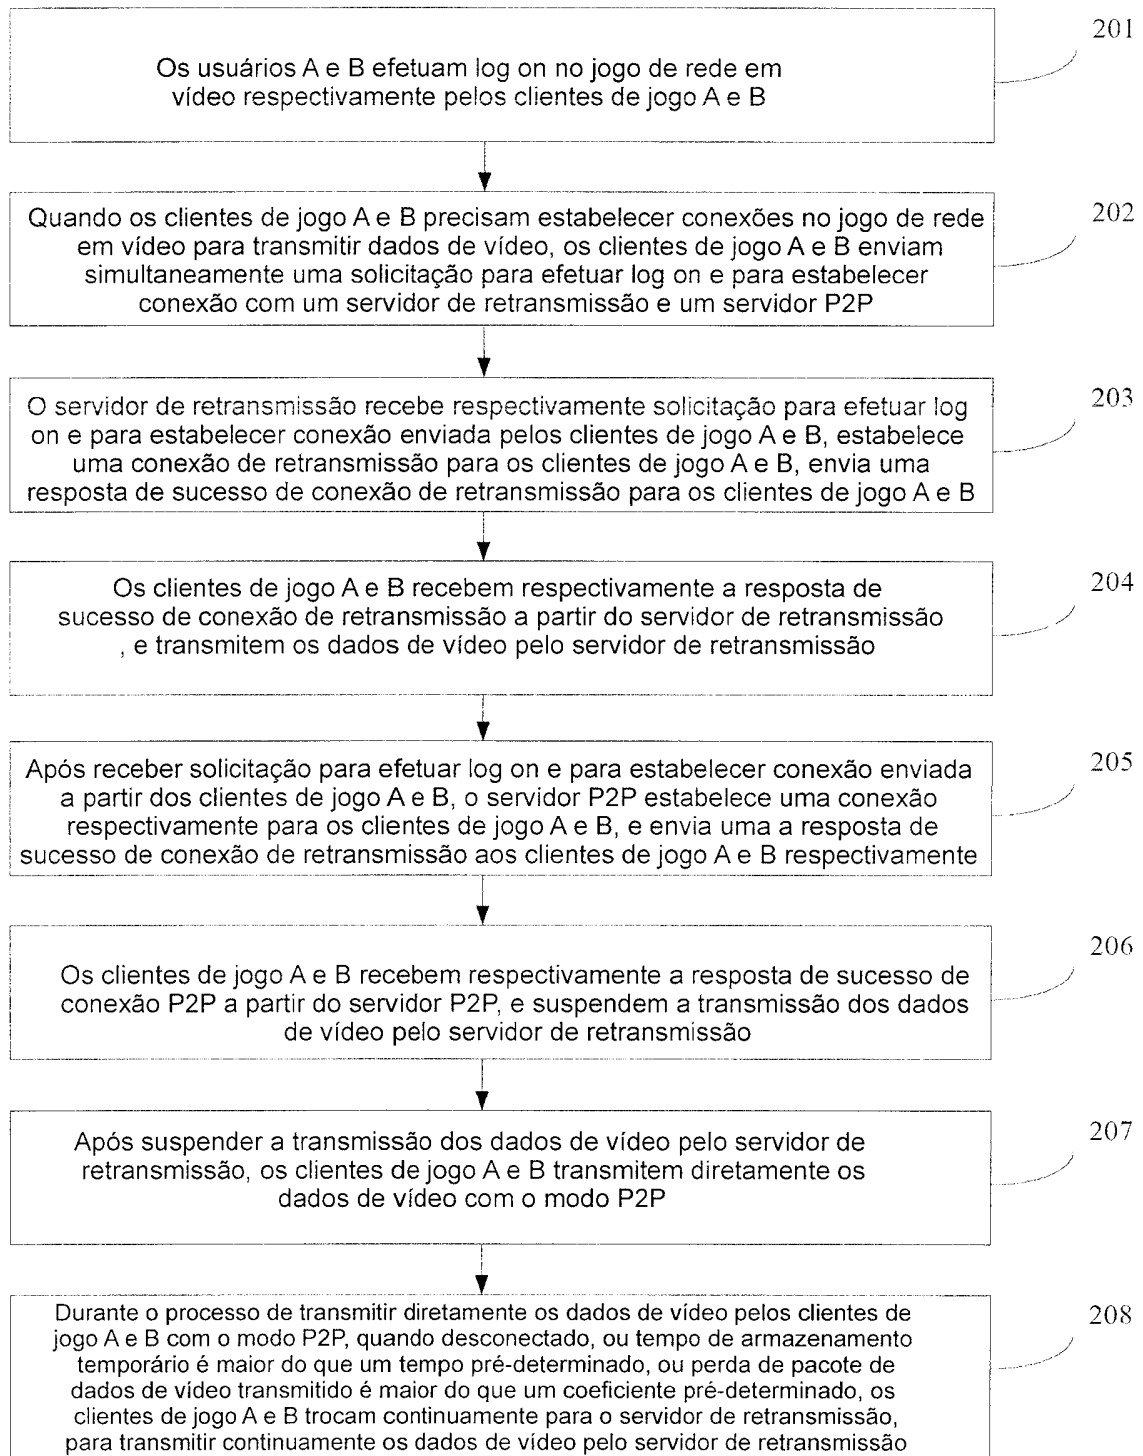 201
Os usuários A e B efetuam log on no jogo de rede em
vídeo respectivamente pelos clientes de jogo A e B
202
Quando os clientes de jogo A e B precisam estabelecer conexões no jogo de rede
em vídeo para transmitir dados de vídeo, os clientes de jogo A e B enviam
simultaneamente uma solicitação para efetuar log on e para estabelecer
conexão com um servidor de retransmissão e um servidor P2P
203
O servidor de retransmissão recebe respectivamente solicitação para efetuar log
on e para estabelecer conexão enviada pelos clientes de jogo A e B, estabelece
uma conexão de retransmissão para os clientes de jogo A e B, envia uma
resposta de sucesso de conexão de retransmissão para os clientes de jogo A e B
204
Os clientes de jogo A e B recebem respectivamente a resposta de
sucesso de conexão de retransmissão a partir do servidor de retransmissão
, e transmitem os dados de vídeo pelo servidor de retransmissão
205
Após receber solicitação para efetuar log on e para estabelecer conexão enviada
a partir dos clientes de jogo A e B, o servidor P2P estabelece uma conexão
respectivamente para os clientes de jogo A e B, e envia uma a resposta de
sucesso de conexão de retransmissão aos clientes de jogo A e B respectivamente
206
Os clientes de jogo A e B recebem respectivamente a resposta de sucesso de
conexão P2P a partir do servidor P2P, e suspendem a transmissão dos dados
de vídeo pelo servidor de retransmissão
207
Após suspender a transmissão dos dados de vídeo pelo servidor de
retransmissão, os clientes de jogo A e B transmitem diretamente os
dados de vídeo com o modo P2P
208
Durante o processo de transmitir diretamente os dados de vídeo pelos clientes de
jogo A e B com o modo P2P, quando desconectado, ou tempo de armazenamento
temporário é maior do que um tempo pré-determinado, ou perda de pacote de
dados de vídeo transmitido é maior do que um coeficiente pré-determinado, os
clientes de jogo A e B trocam continuamente para o servidor de retransmissão,
para transmitir continuamente os dados de vídeo pelo servidor de retransmissão